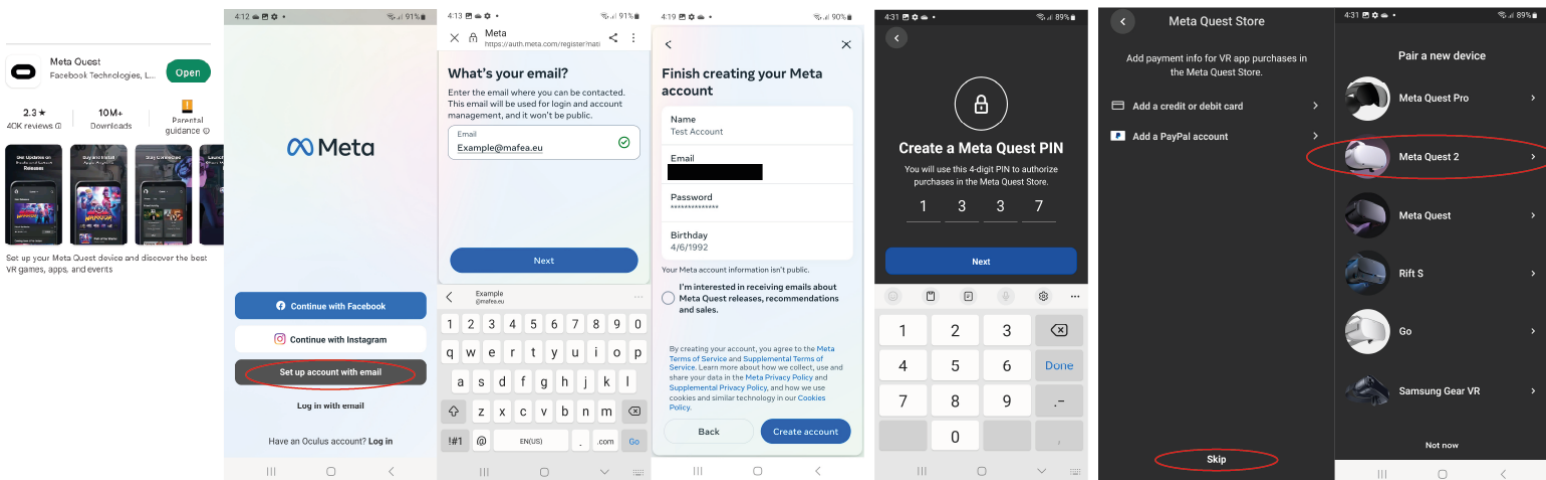 Meta Quest
Facebook Technologies, L...
Open
2.3★
40K reviews
10M+
Downloads
Parental
guidance
Get Updates on
Releases
Stay Connected
Set up your Meta Quest device and discover the best
VR games, apps, and events
4:12
91%
Meta
Continue with Facebook
Continue with Instagram
Set up account with email
Log in with email
Have an Oculus account? Log in
4:13
91%
Meta
https://auth.meta.com/register/nati
What's your email?
Enter the email where you can be contacted.
This email will be used for login and account
management, and it won't be public.
Email
Example@mafea.eu
Next
Example
@mafea.eu
1 2 3 4 5 6 7 8 9 0
q w e r t y u i o p
a s d f g h j k l
z x c v b n m
!#1 @ EN(US) . .com Go
4:19
90%
Finish creating your Meta
account
Name
Test Account
Email
Password
**************
Birthday
4/6/1992
Your Meta account information isn't public.
I'm interested in receiving emails about
Meta Quest releases, recommendations
and sales.
By creating your account, you agree to the Meta
Terms of Service and Supplemental Terms of
Service. Learn more about how we collect, use and
share your data in the Meta Privacy Policy and
Supplemental Privacy Policy, and how we use
cookies and similar technology in our Cookies
Policy.
Back
Create account
4:31
89%
Create a Meta Quest PIN
You will use this 4-digit PIN to authorize
purchases in the Meta Quest Store.
1 3 3 7
Next
1 2 3
4 5 6 Done
7 8 9 .-
0 ,
Meta Quest Store
Add payment info for VR app purchases in
the Meta Quest Store.
Add a credit or debit card
Add a PayPal account
Skip
4:31
89%
Pair a new device
Meta Quest Pro
Meta Quest 2
Meta Quest
Rift S
Go
Samsung Gear VR
Not now